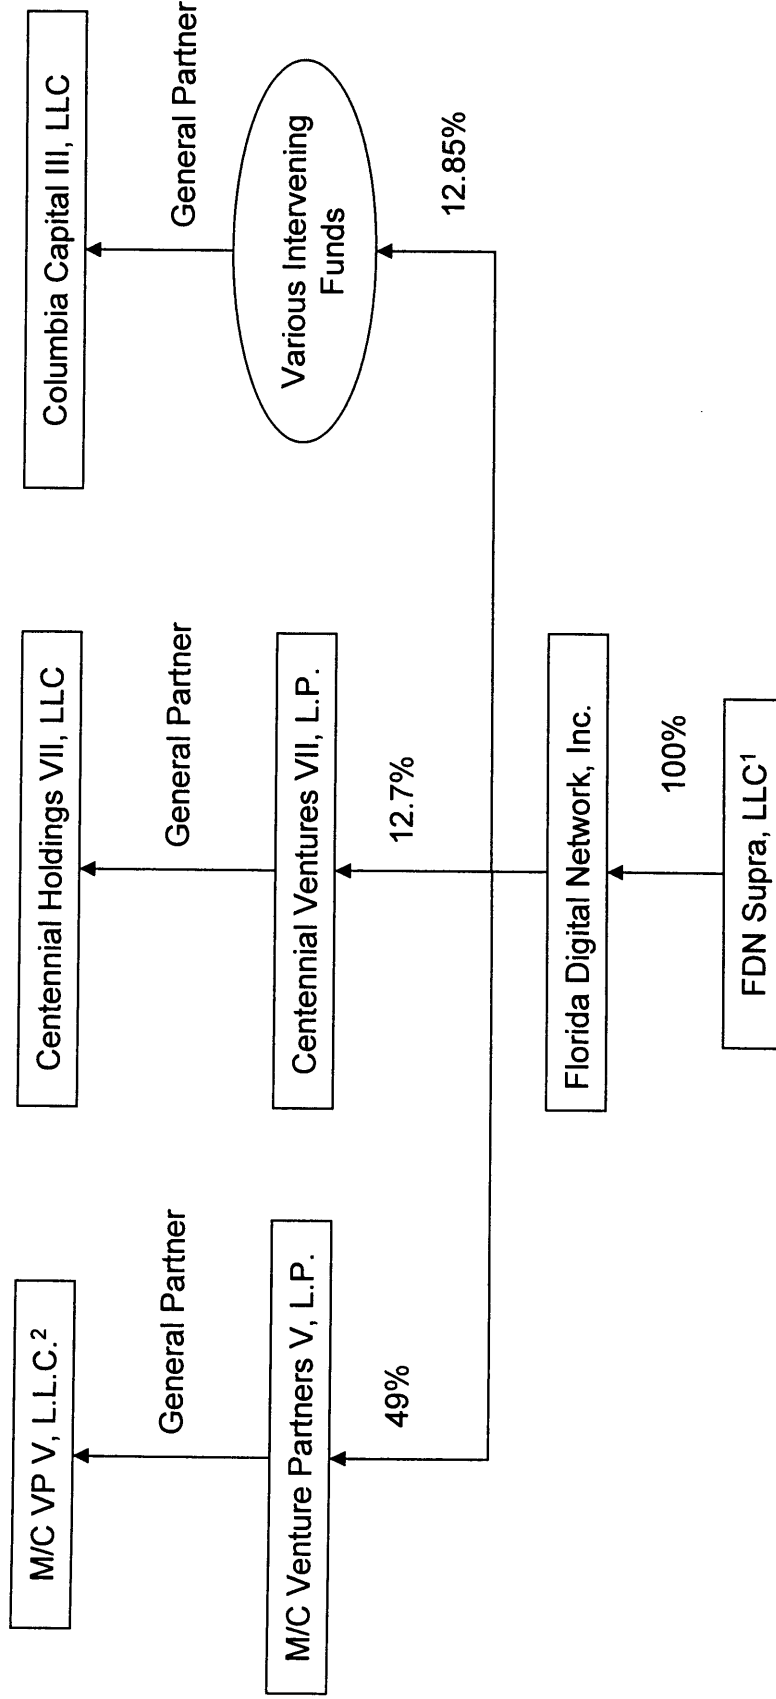 M/C VP V, L.L.C.²
Centennial Holdings VII, LLC
Columbia Capital III, LLC
General Partner
General Partner
General Partner
M/C Venture Partners V, L.P.
Centennial Ventures VII, L.P.
Various Intervening
Funds
49%
12.7%
12.85%
Florida Digital Network, Inc.
100%
FDN Supra, LLC¹